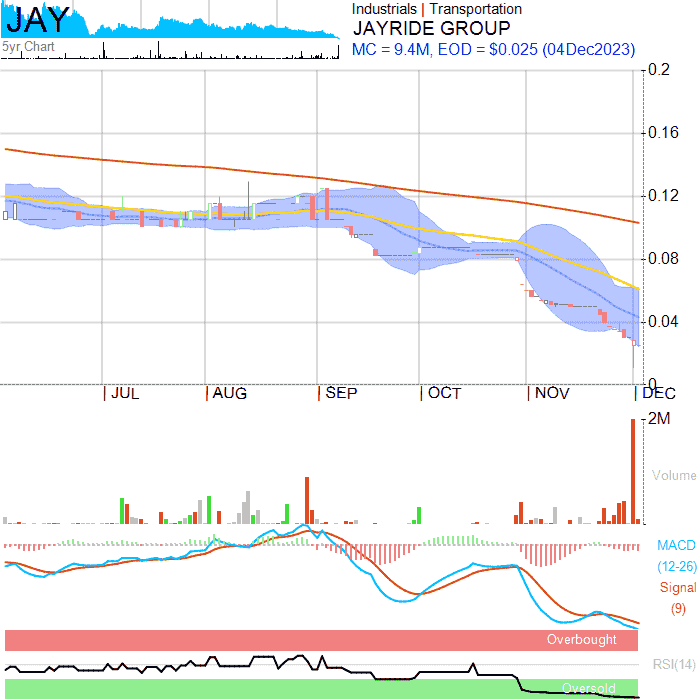 JAY
5yr Chart
Industrials | Transportation
JAYRIDE GROUP
MC = 9.4M, EOD = $0.025 (04Dec2023)
0.2
0.16
0.12
0.08
0.04
0
JUL
AUG
SEP
OCT
NOV
DEC
2M
Volume
MACD
(12-26)
Signal
(9)
Overbought
RSI(14)
Oversold